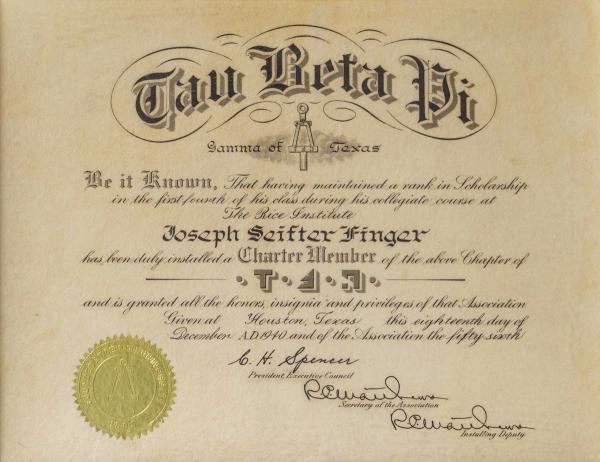 Tau Beta Pi
Gamma of Texas
Be it Known, That having maintained a rank in Scholarship
in the first fourth of his class during his collegiate course at
The Rice Institute
Joseph Seifter Finger
has been duly installed a Charter Member of the above Chapter of
and is granted all the honors, insignia and privileges of that Association
Given at Houston, Texas this eighteenth day of
December A.D. 1940 and of the Association the fifty sixth
C. H. Spencer
President, Executive Council
R. C. Matthews
Secretary of the Association
R. C. Matthews
Installing Deputy